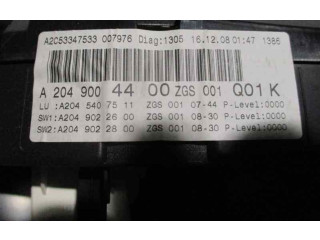 A2C53347533 007976 Diag:1305 16.12.08 01:47 1386
A 204 900 44 00 ZGS 001 Q01 K
LU :A204 540 75 11 ZGS 001 07-44 P-Level:0000
SW1:A204 902 26 00 ZGS 001 08-30 P-Level:0000
SW2:A204 902 28 00 ZGS 001 08-30 P-Level:0000